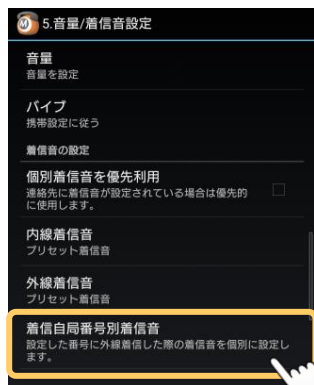 5.音量/着信音設定
音量
音量を設定
バイブ
携帯設定に従う
着信音の設定
個別着信音を優先利用
連絡先に着信音が設定されている場合は優先的
に使用します。
内線着信音
プリセット着信音
外線着信音
プリセット着信音
着信自局番号別着信音
設定した番号に外線着信した際の着信音を個別に設定し
ます。